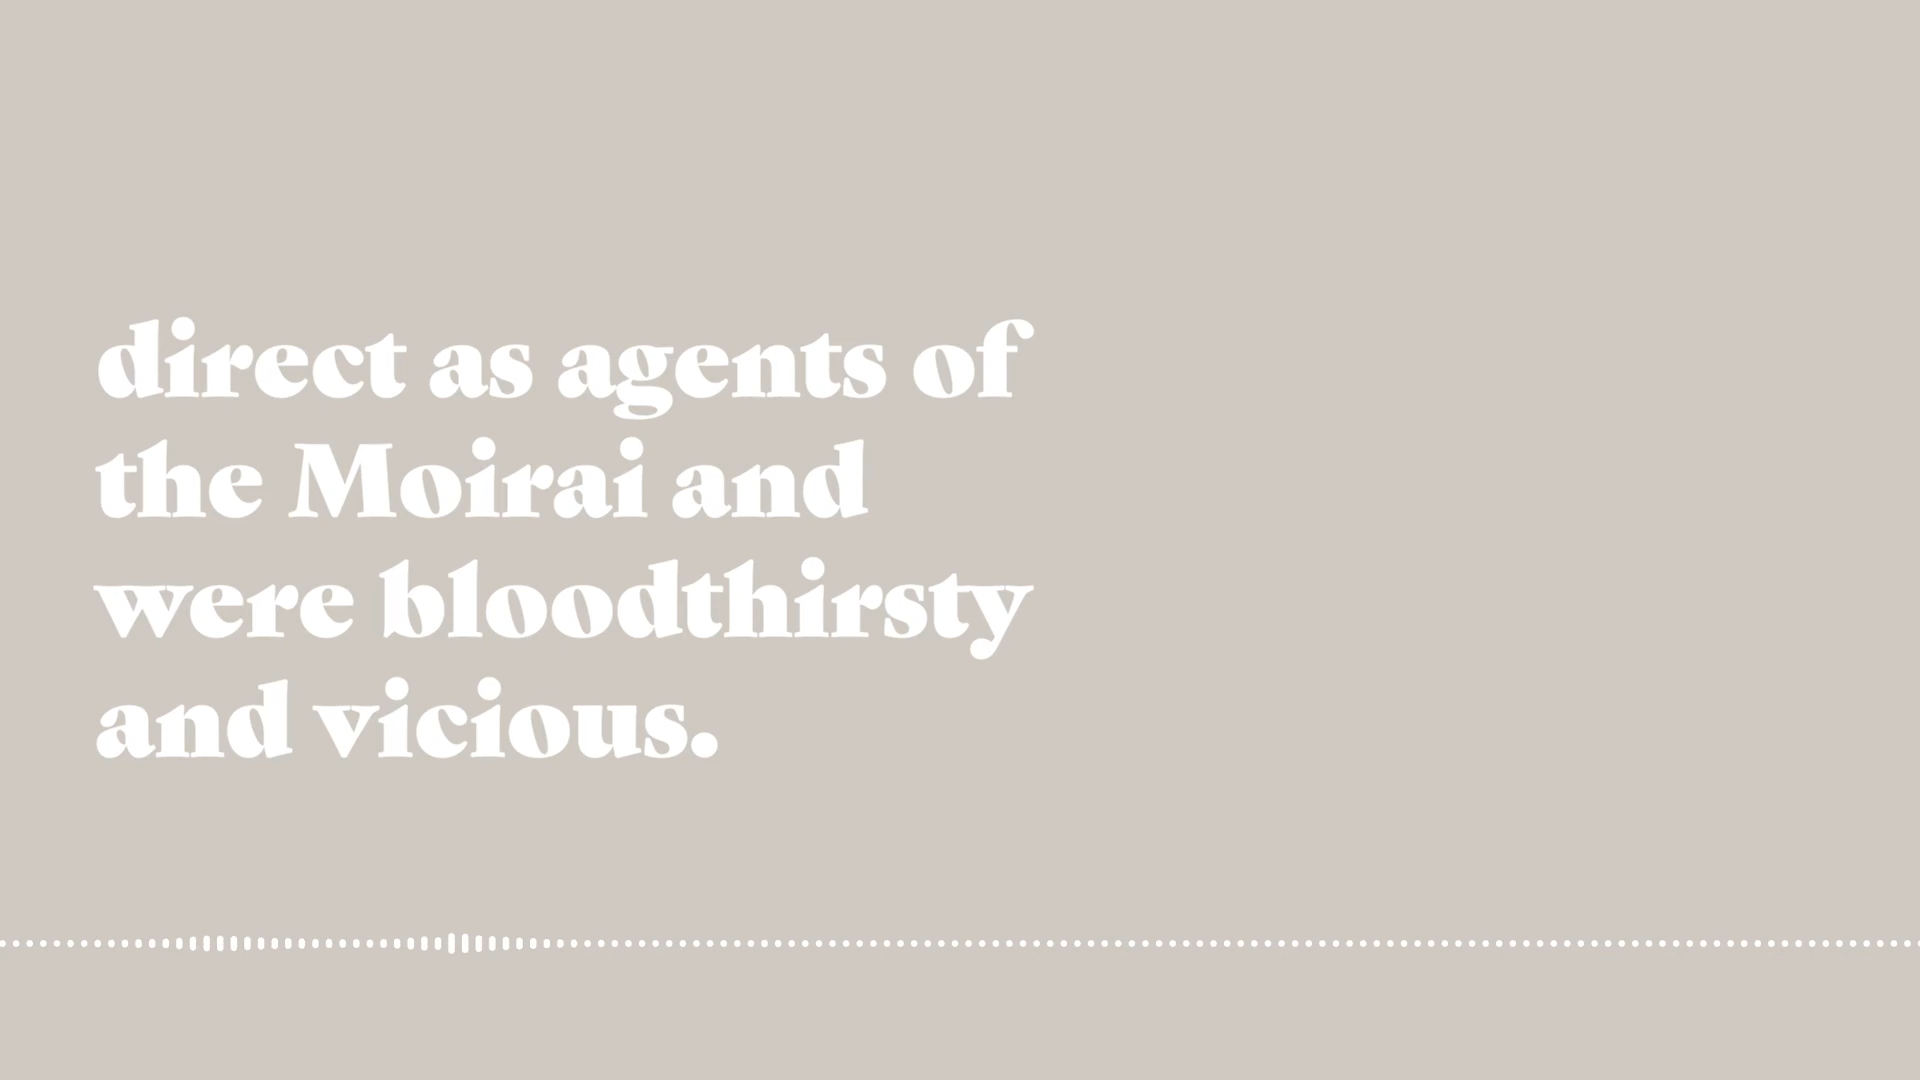 direct as agents of
the Moirai and
were bloodthirsty
and vicious.